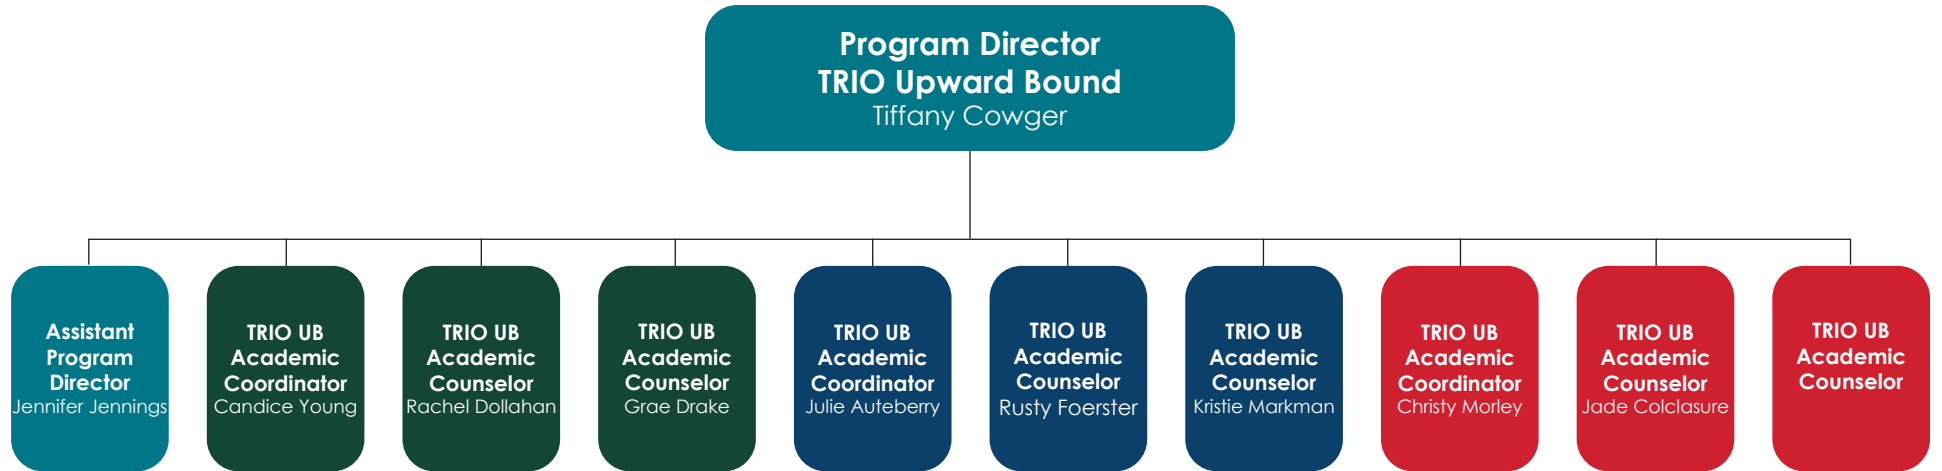 Program Director
TRIO Upward Bound
Tiffany Cowger
Assistant
Program
Director
Jennifer Jennings
TRIO UB
Academic
Coordinator
Candice Young
TRIO UB
Academic
Counselor
Rachel Dollahan
TRIO UB
Academic
Counselor
Grae Drake
TRIO UB
Academic
Coordinator
Julie Auteberry
TRIO UB
Academic
Counselor
Rusty Foerster
TRIO UB
Academic
Counselor
Kristie Markman
TRIO UB
Academic
Coordinator
Christy Morley
TRIO UB
Academic
Counselor
Jade Colclasure
TRIO UB
Academic
Counselor